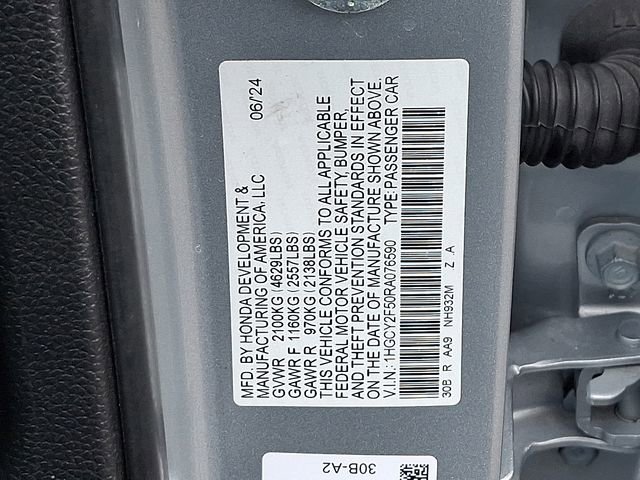 MFD. BY HONDA DEVELOPMENT & 06/'24
MANUFACTURING OF AMERICA, LLC
GVWR 2100KG (4629LBS)
GAWR F 1160KG (2557LBS)
GAWR R 970KG (2138LBS)
THIS VEHICLE CONFORMS TO ALL APPLICABLE
FEDERAL MOTOR VEHICLE SAFETY, BUMPER,
AND THEFT PREVENTION STANDARDS IN EFFECT
ON THE DATE OF MANUFACTURE SHOWN ABOVE.
V.I.N.: 1HGCY2F50RA076590 TYPE: PASSENGER CAR
30B R AA9 NH932M Z .A
30B-A2